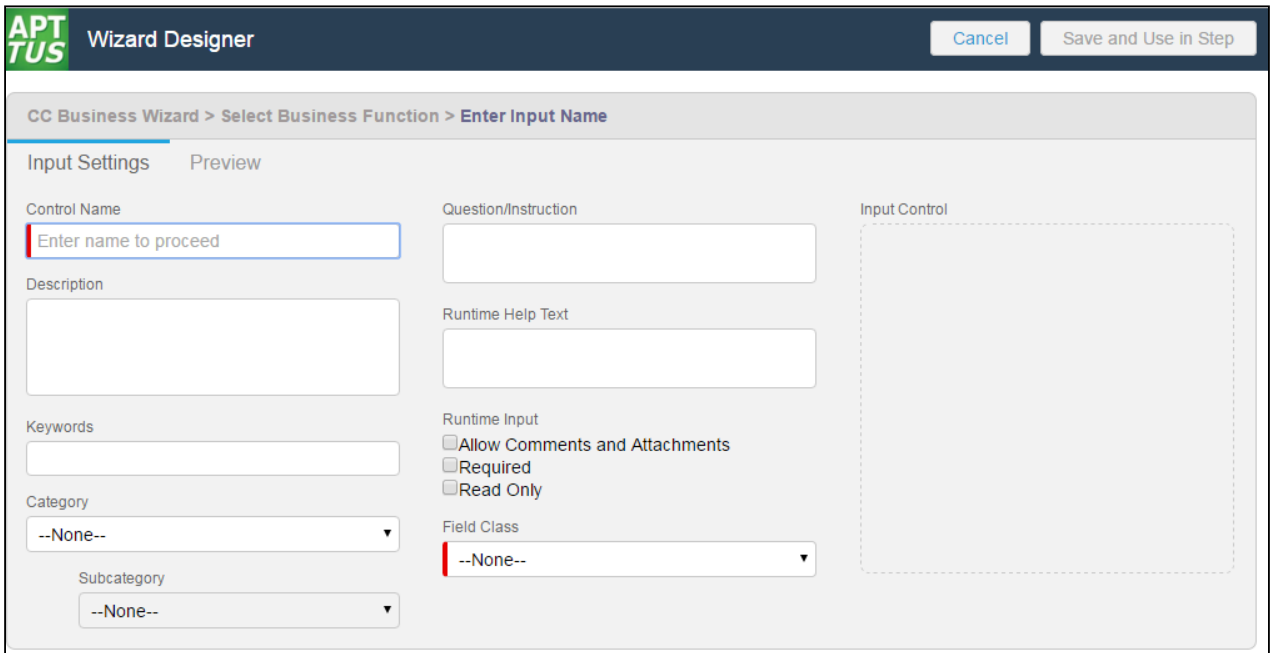 APT
TUS
Wizard Designer
Cancel
Save and Use in Step
CC Business Wizard > Select Business Function > Enter Input Name
Input Settings
Preview
Control Name
Enter name to proceed
Description
Keywords
Category
--None--
Subcategory
--None--
Question/Instruction
Runtime Help Text
Runtime Input
Allow Comments and Attachments
Required
Read Only
Field Class
--None--
Input Control